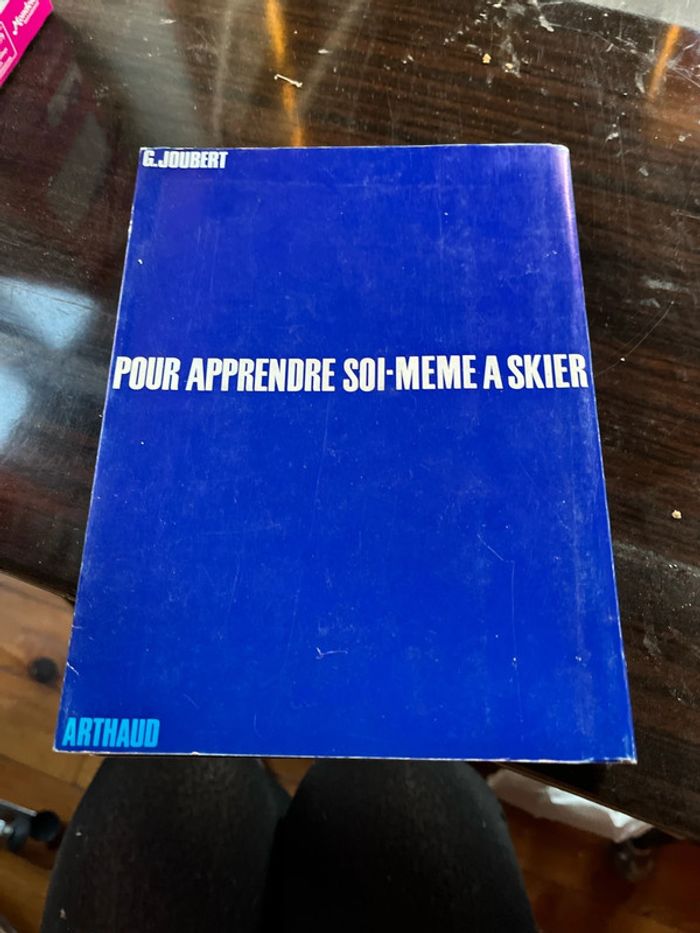 G.JOUBERT
POUR APPRENDRE SOI-MEME A SKIER
ARTHAUD